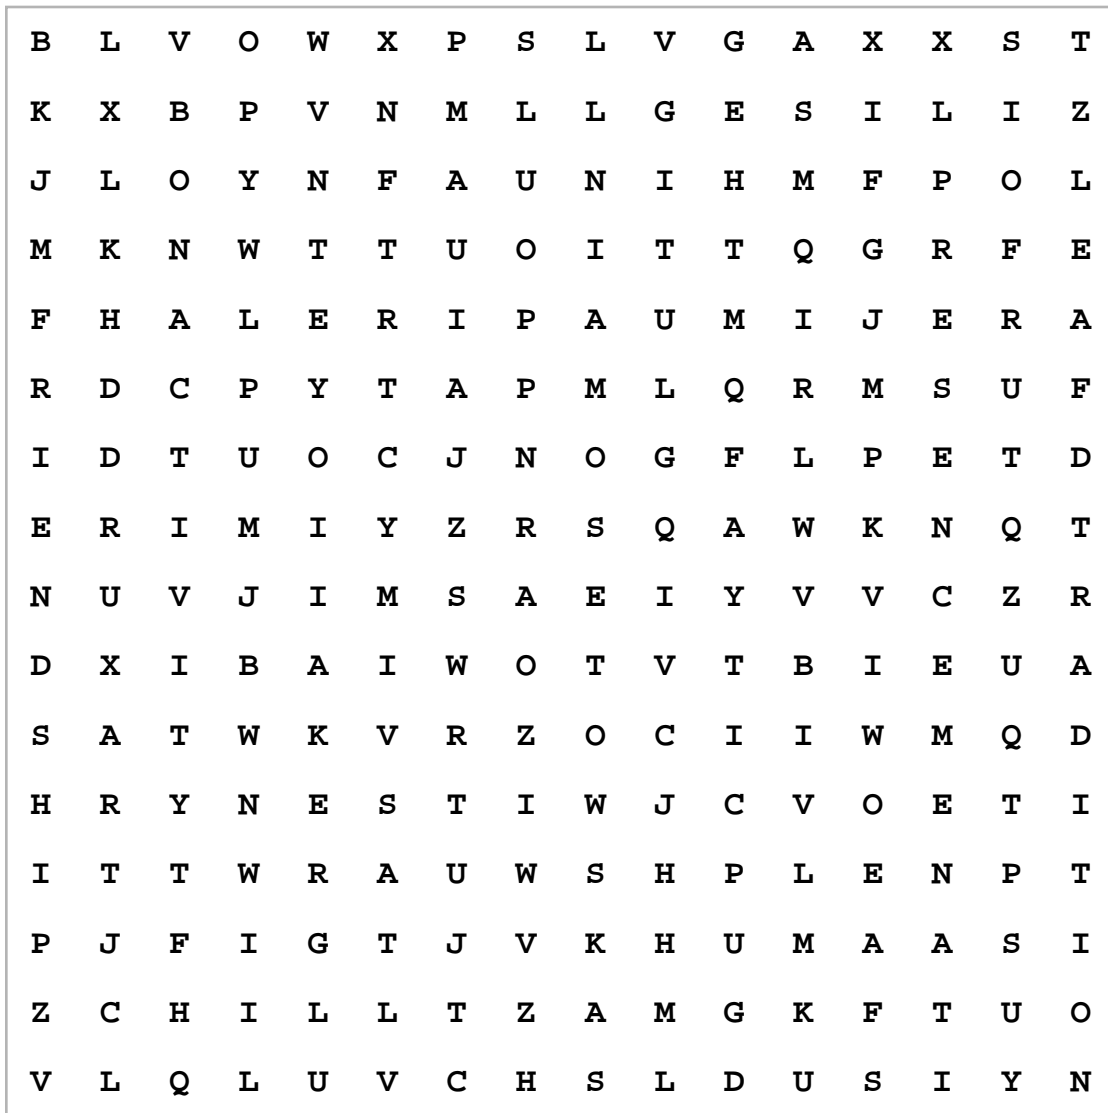 B L V O W X P S L V G A X X S T
K X B P V N M L L G E S I L I Z
J L O Y N F A U N I H M F P O L
M K N W T T U O I T T Q G R F E
F H A L E R I P A U M I J E R A
R D C P Y T A P M L Q R M S U F
I D T U O C J N O G F L P E T D
E R I M I Y Z R S Q A W K N Q T
N U V J I M S A E I Y V V C Z R
D X I B A I W O T V T B I E U A
S A T W K V R Z O C I I W M Q D
H R Y N E S T I W J C V O E T I
I T T W R A U W S H P L E N P T
P J F I G T J V K H U M A A S I
Z C H I L L T Z A M G K F T U O
V L Q L U V C H S L D U S I Y N